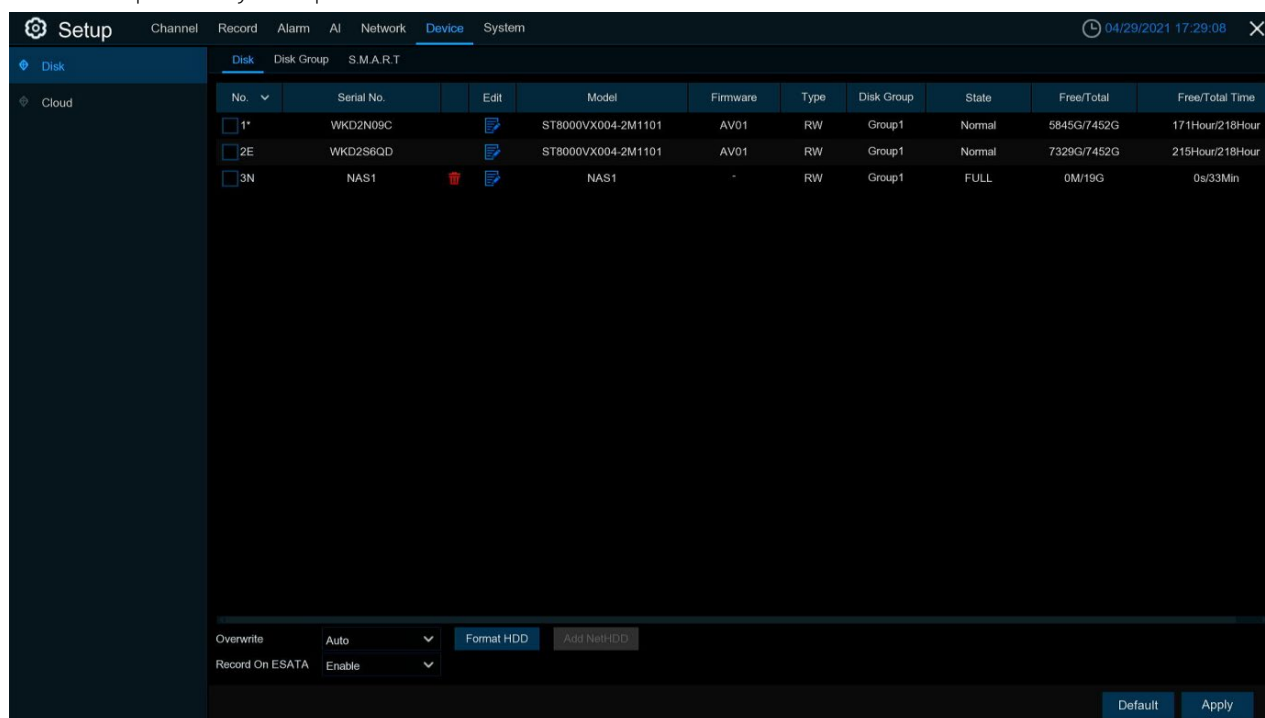 Setup Channel Record Alarm AI Network Device System 04/29/2021 17:29:08
Disk
Cloud
Disk Disk Group S.M.A.R.T
No. Serial No. Edit Model Firmware Type Disk Group State Free/Total Free/Total Time
1* WKD2N09C ST8000VX004-2M1101 AV01 RW Group1 Normal 5845G/7452G 171Hour/218Hour
2E WKD2S6QD ST8000VX004-2M1101 AV01 RW Group1 Normal 7329G/7452G 215Hour/218Hour
3N NAS1 NAS1 - RW Group1 FULL 0M/19G 0s/33Min
Overwrite Auto Format HDD Add NetHDD
Record On ESATA Enable
Default Apply